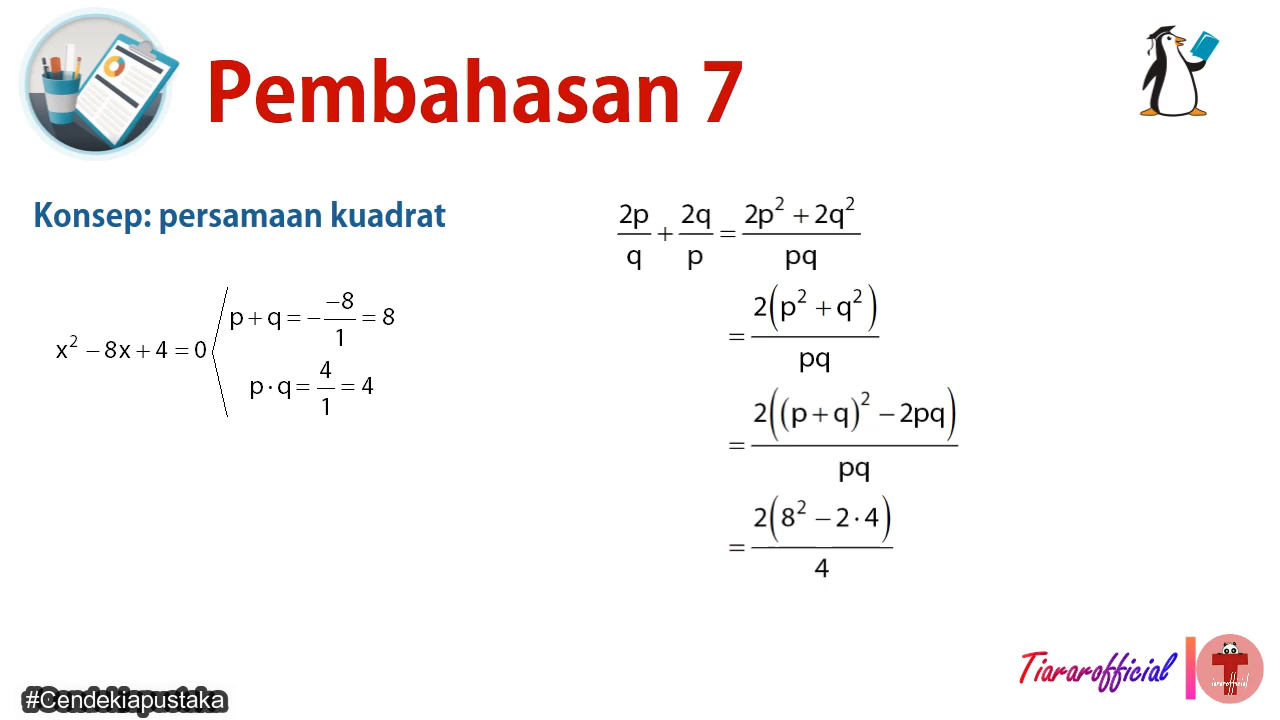 Pembahasan 7
Konsep: persamaan kuadrat
x² − 8x + 4 = 0
p + q = − −8/1 = 8
p · q = 4/1 = 4
2p/q + 2q/p = 2p² + 2q²/pq
= 2(p² + q²)/pq
= 2((p + q)² − 2pq)/pq
= 2(8² − 2 · 4)/4
Tiararofficial
T
tiararofficial
#Cendekiapustaka